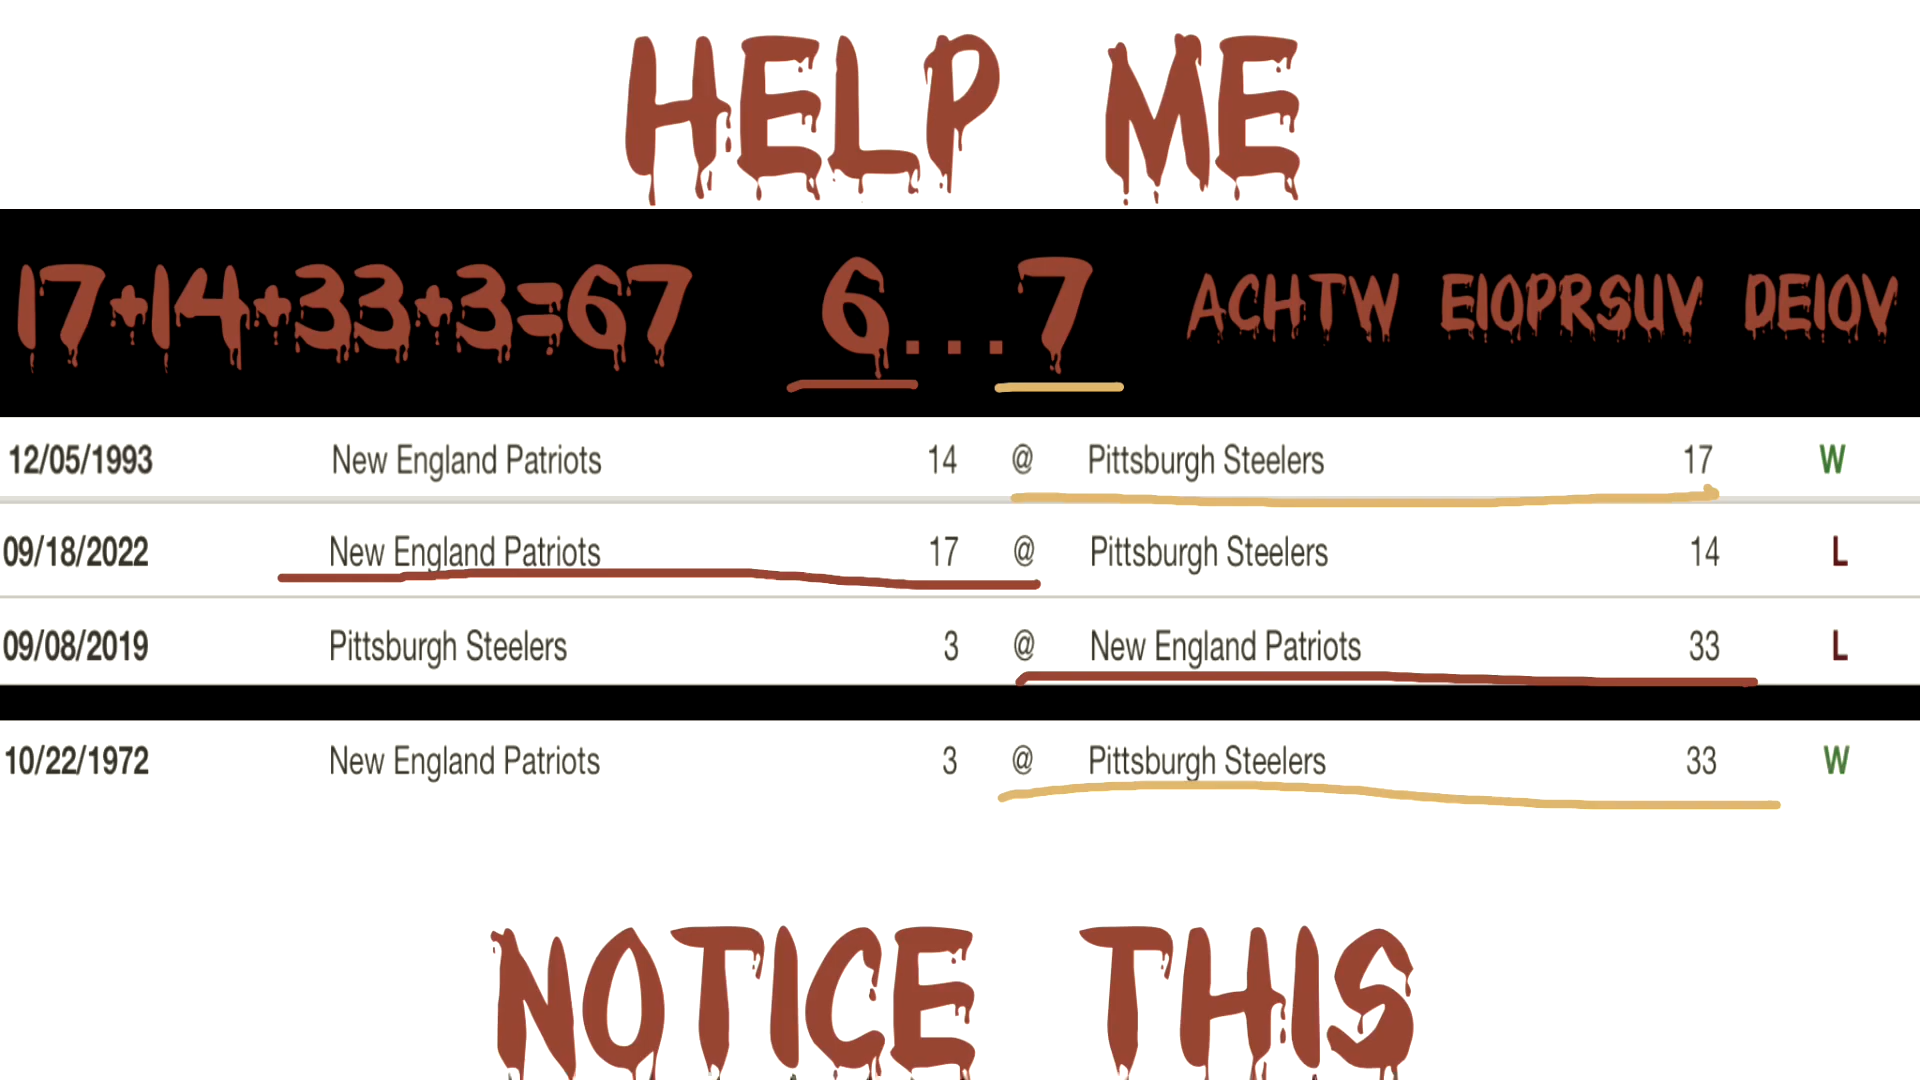 HELP ME
17+14+33+3=67 6...7 ACHTW EIOPRSUV DEIOV
12/05/1993 New England Patriots 14 @ Pittsburgh Steelers 17 W
09/18/2022 New England Patriots 17 @ Pittsburgh Steelers 14 L
09/08/2019 Pittsburgh Steelers 3 @ New England Patriots 33 L
10/22/1972 New England Patriots 3 @ Pittsburgh Steelers 33 W
NOTICE THIS